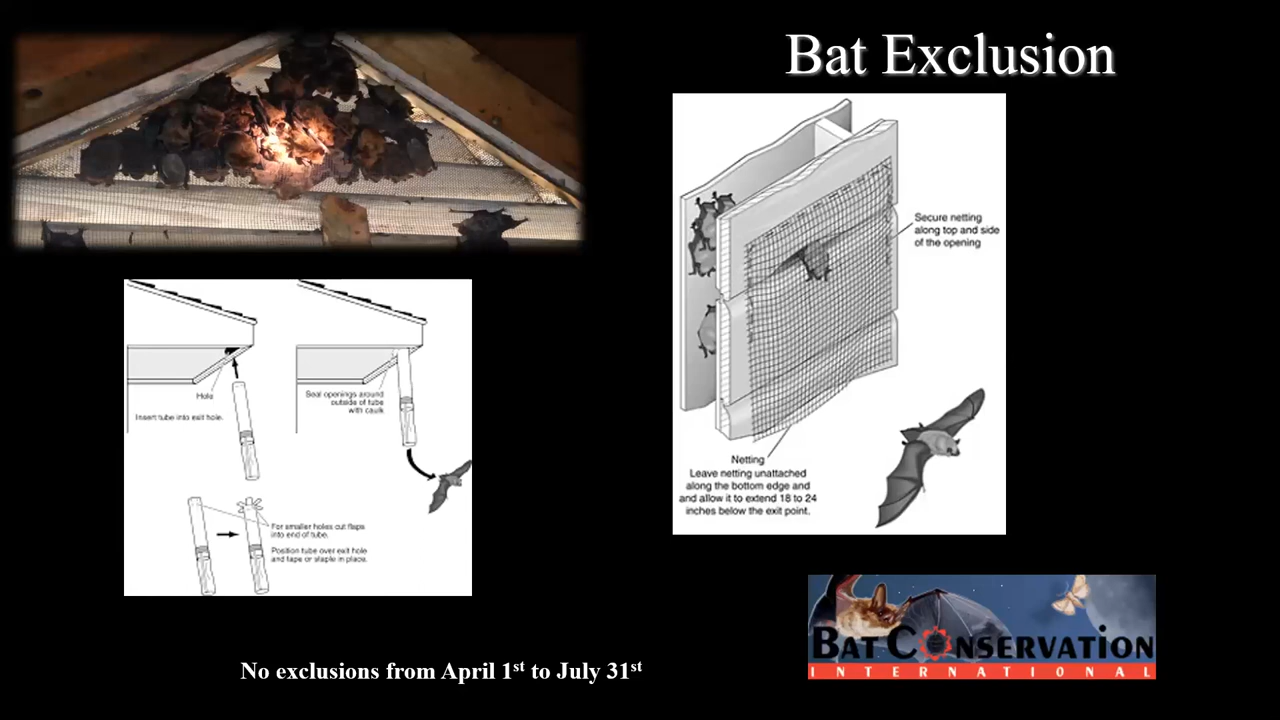 Bat Exclusion
Secure netting
along top and side
of the opening
Netting
Leave netting unattached
along the bottom edge and
and allow it to extend 18 to 24
inches below the exit point.
Hole
Insert tube into exit hole.
Seal openings around
outside of tube
with caulk
For smaller holes cut flaps
into end of tube.
Position tube over exit hole
and tape or staple in place.
BAT CONSERVATION
INTERNATIONAL
No exclusions from April 1st to July 31st